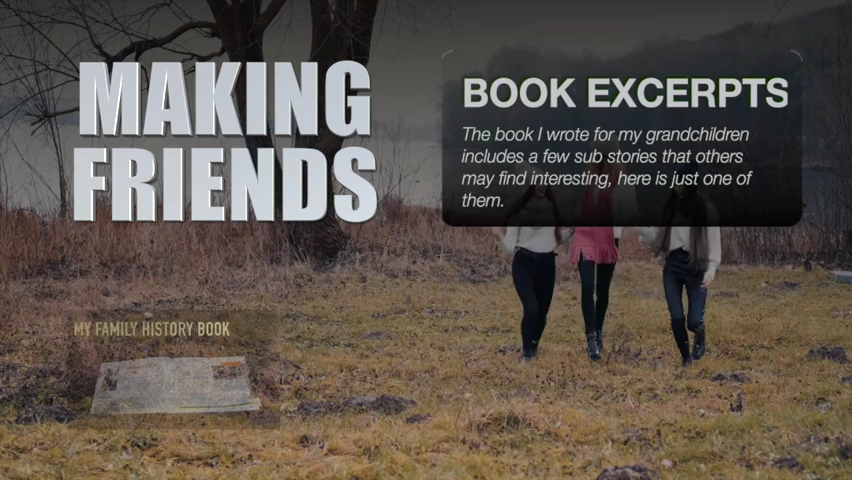 MAKING
FRIENDS
BOOK EXCERPTS
The book I wrote for my grandchildren
includes a few sub stories that others
may find interesting, here is just one of
them.
MY FAMILY HISTORY BOOK